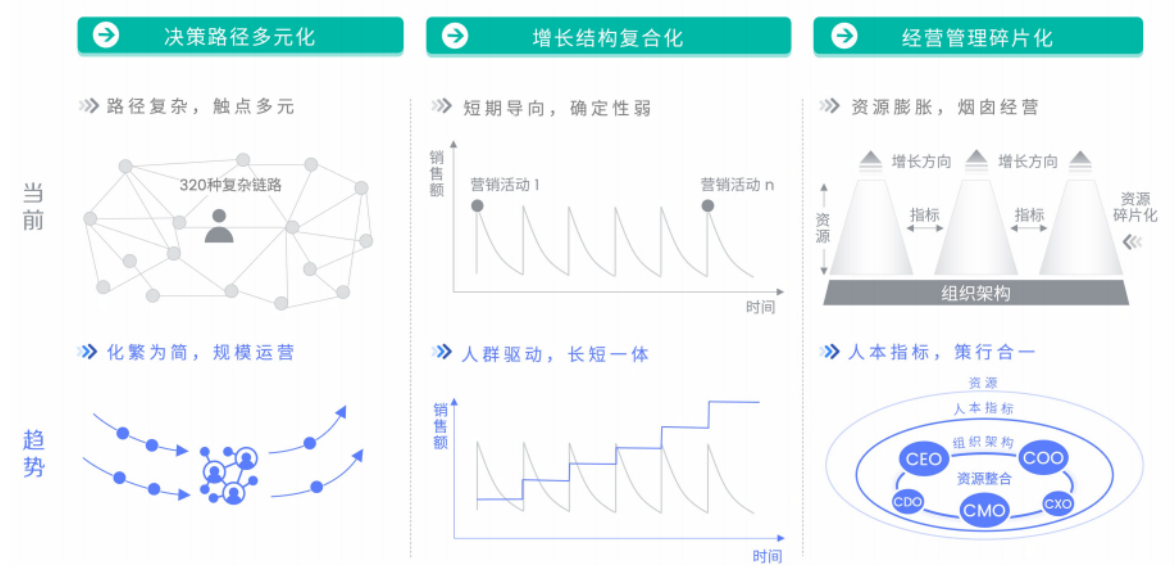 决策路径多元化
增长结构复合化
经营管理碎片化
当前
路径复杂，触点多元
320种复杂链路
短期导向，确定性弱
销售额
营销活动1
营销活动 n
时间
资源膨胀，烟囱经营
增长方向
增长方向
资源
指标
指标
资源
碎片化
组织架构
趋势
化繁为简，规模运营
人群驱动，长短一体
销售额
时间
人本指标，策行合一
资源
人本指标
组织架构
CEO
COO
资源整合
CDO
CMO
CXO